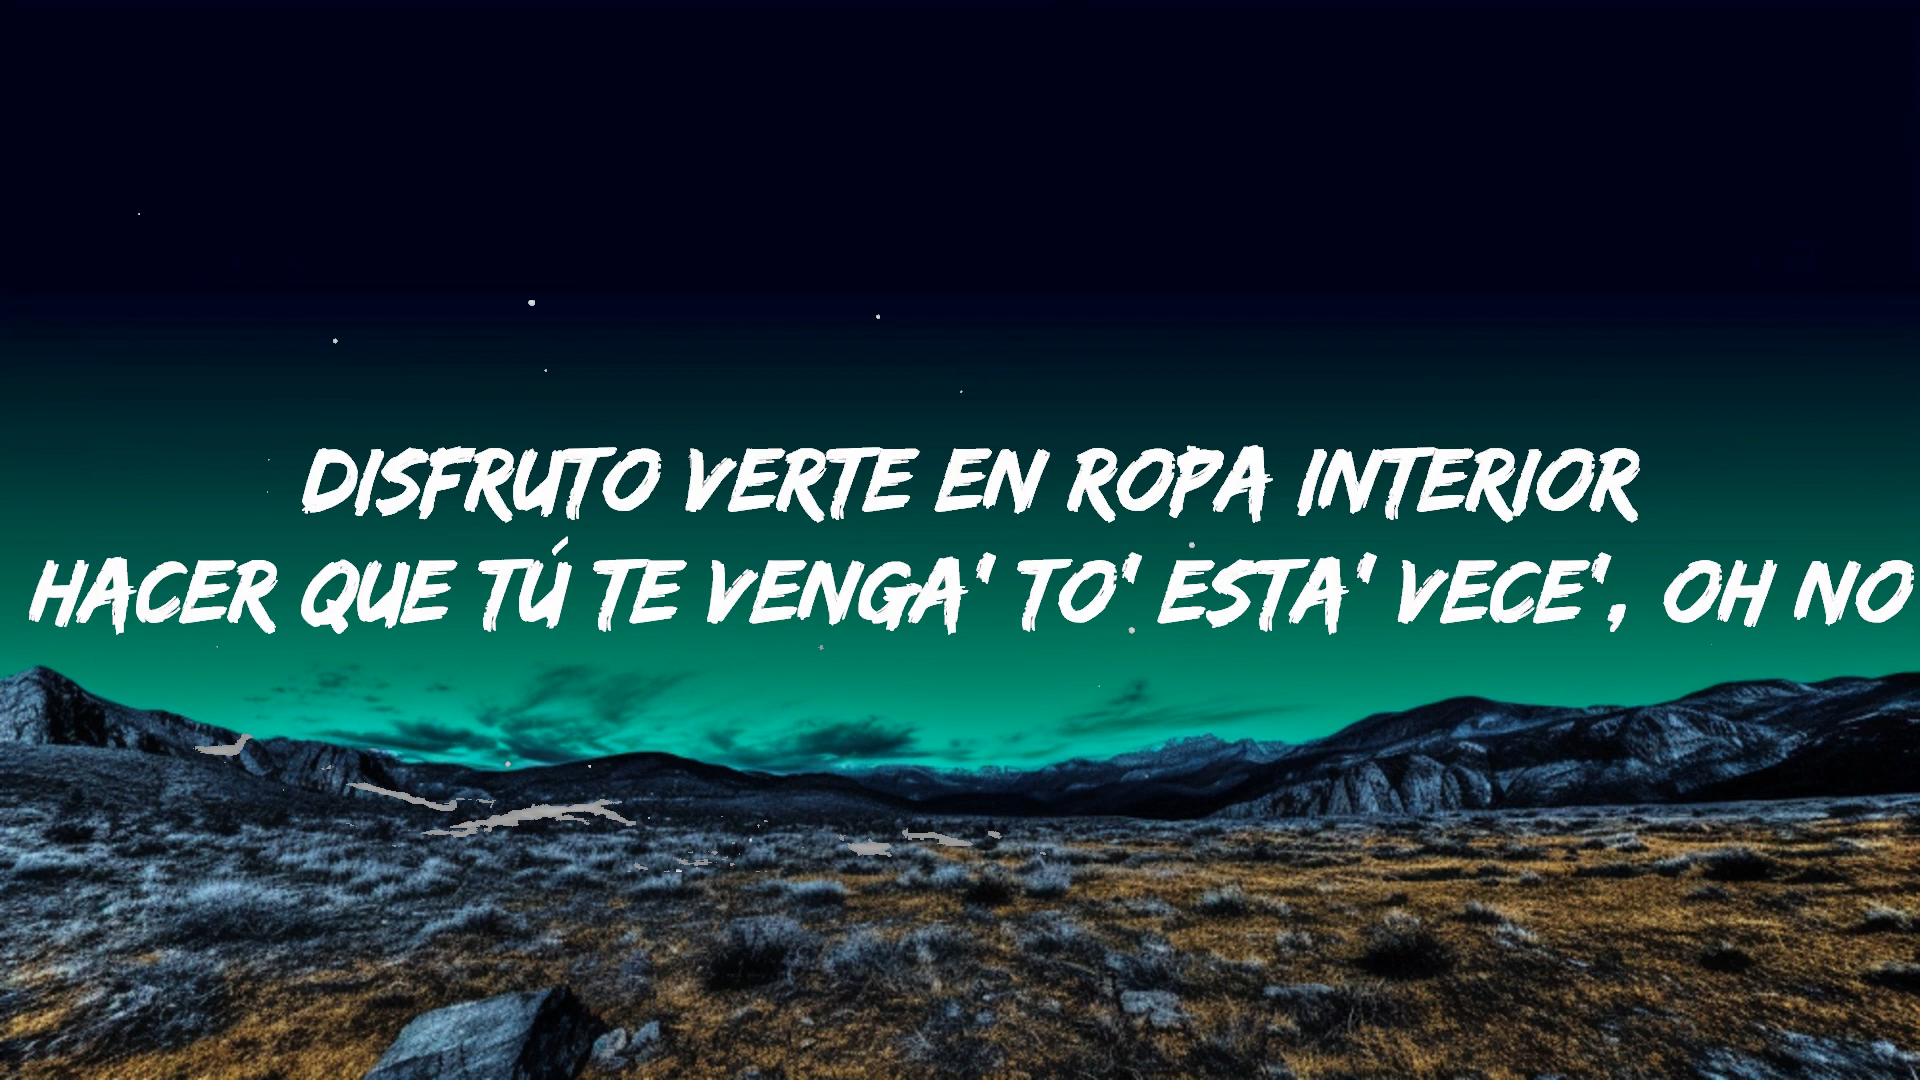 DISFRUTO VERTE EN ROPA INTERIOR
HACER QUE TÚ TE VENGA' TO' ESTA' VECE', OH NO